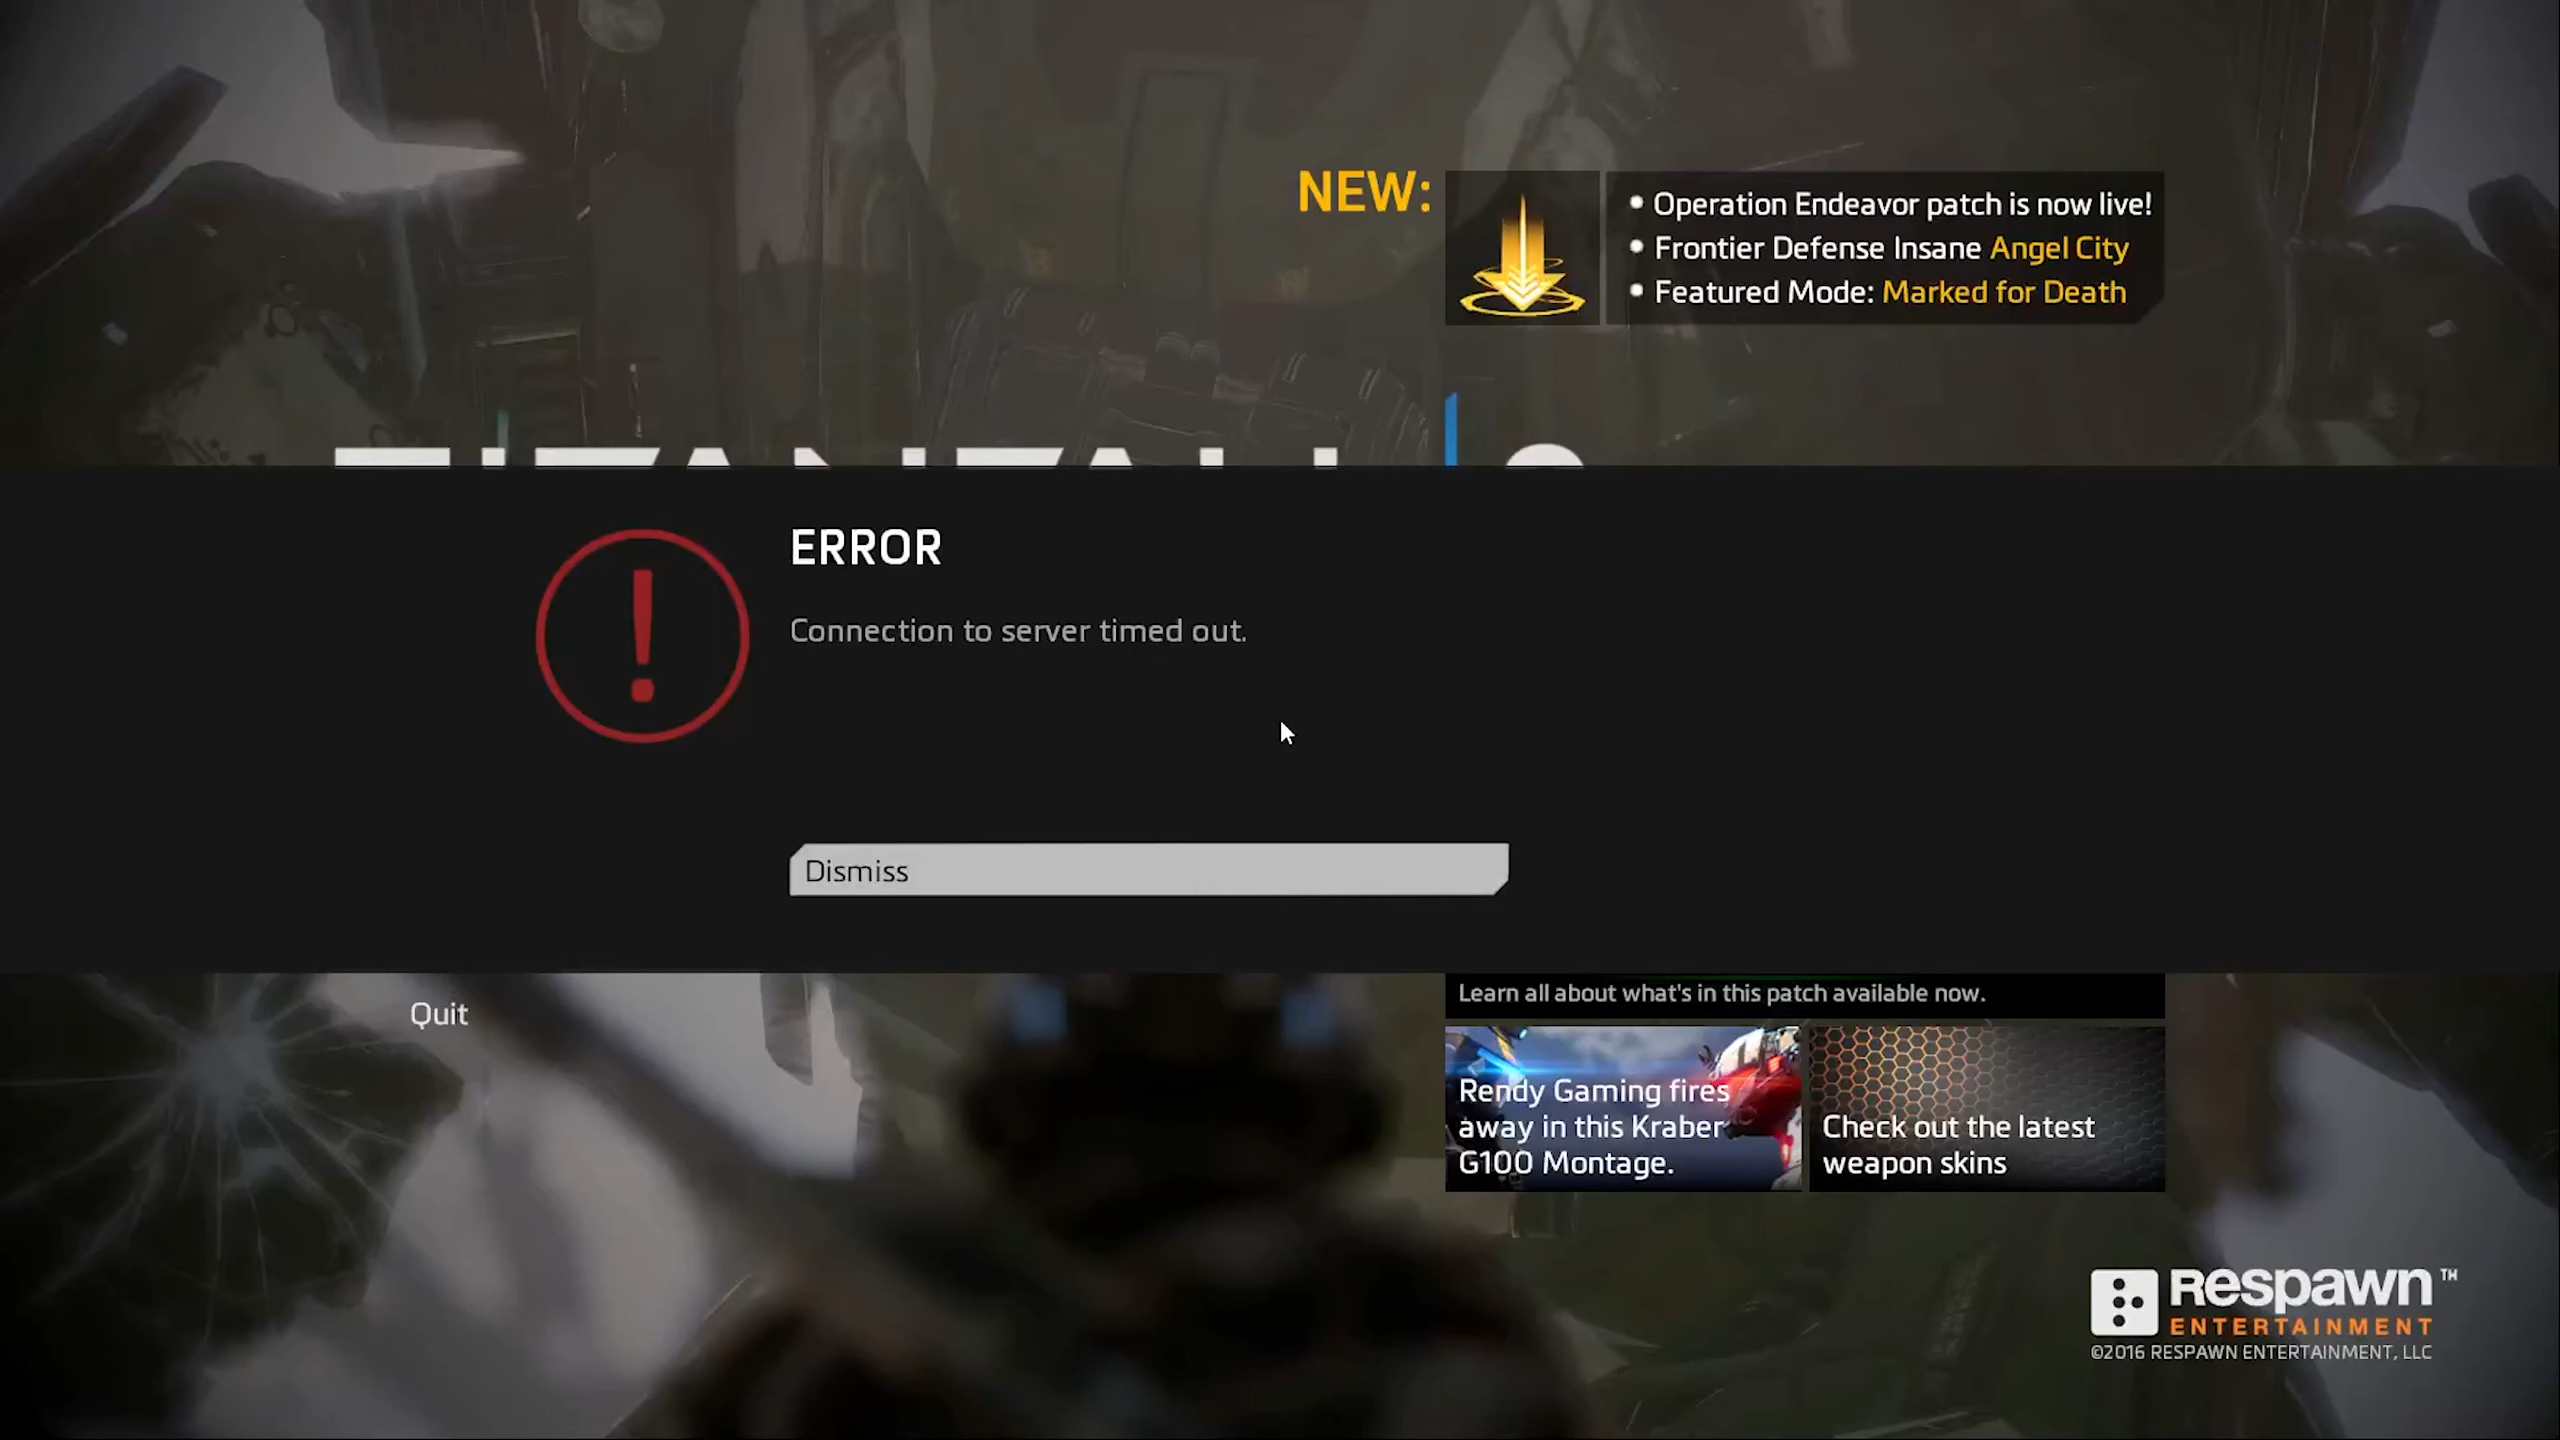 NEW:
• Operation Endeavor patch is now live!
• Frontier Defense Insane Angel City
• Featured Mode: Marked for Death
ERROR
Connection to server timed out.
Dismiss
Quit
Learn all about what's in this patch available now.
Rendy Gaming fires
away in this Kraber
G100 Montage.
Check out the latest
weapon skins
Respawn™
ENTERTAINMENT
©2016 RESPAWN ENTERTAINMENT, LLC